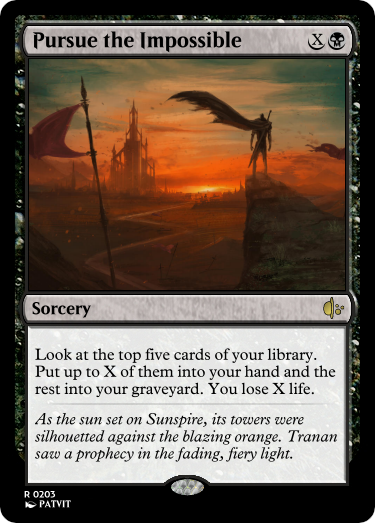 Pursue the Impossible
X
Sorcery
Look at the top five cards of your library.
Put up to X of them into your hand and the
rest into your graveyard. You lose X life.
As the sun set on Sunspire, its towers were
silhouetted against the blazing orange. Tranan
saw a prophecy in the fading, fiery light.
R 0203
PATVIT